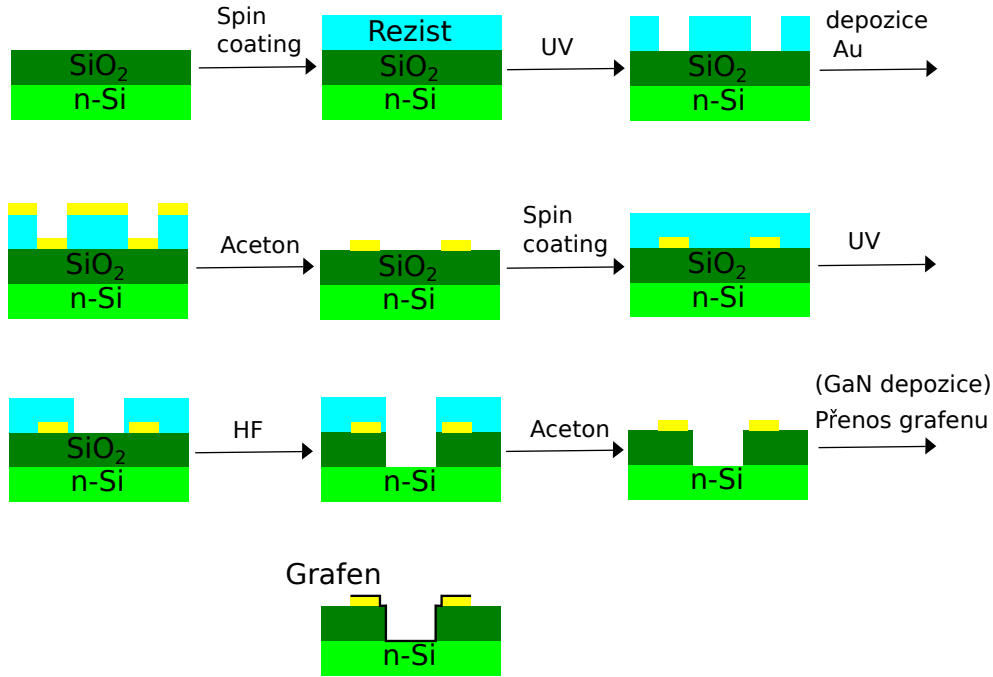 SiO₂
n-Si
Spin
coating
Rezist
SiO₂
n-Si
UV
SiO₂
n-Si
depozice
Au
SiO₂
n-Si
Aceton
SiO₂
n-Si
Spin
coating
SiO₂
n-Si
UV
SiO₂
n-Si
HF
n-Si
Aceton
n-Si
(GaN depozice)
Přenos grafenu
Grafen
n-Si